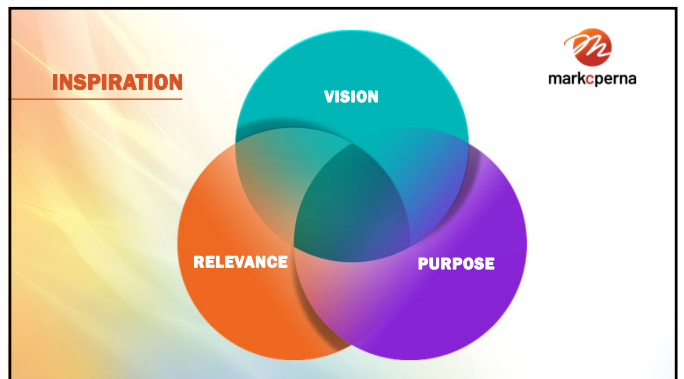 INSPIRATION
VISION
markcperna
RELEVANCE
PURPOSE